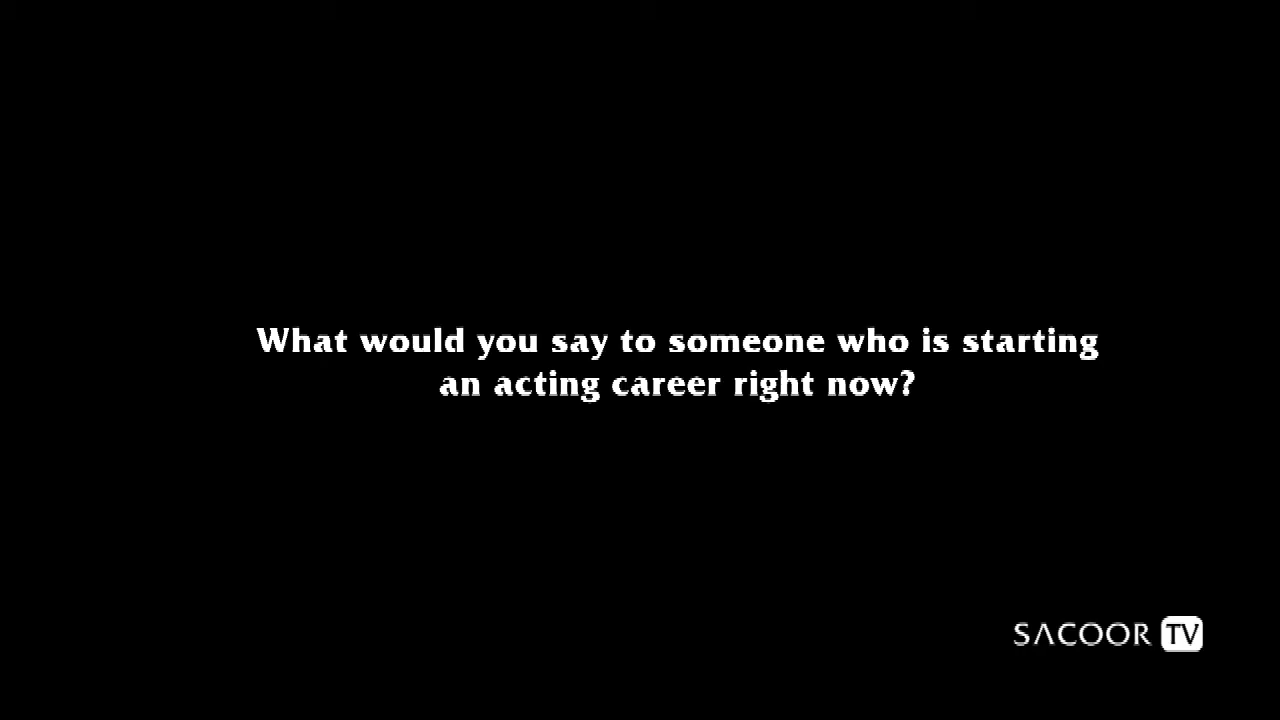 What would you say to someone who is starting
an acting career right now?
SACOOR TV